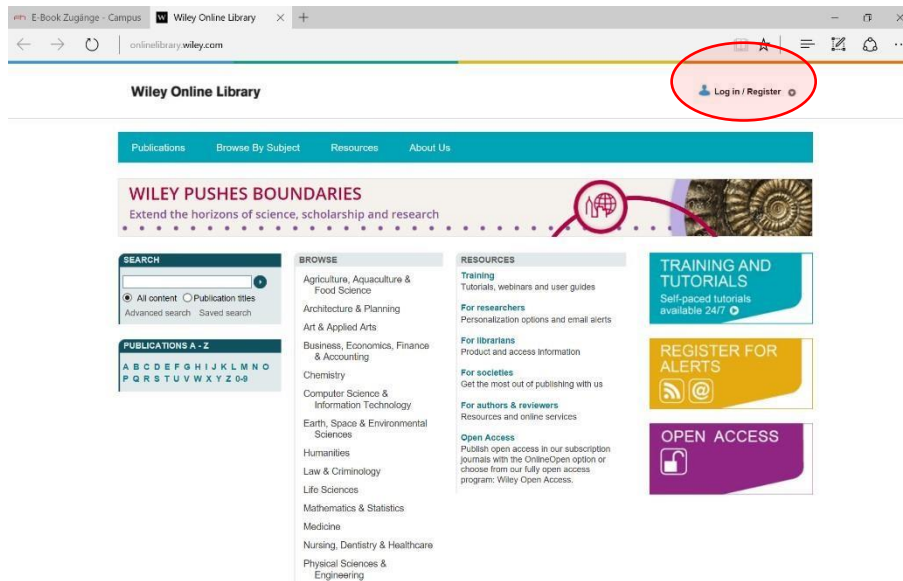 E-Book Zugänge - Campus
Wiley Online Library
onlinelibrary.wiley.com
Wiley Online Library
Log in / Register
Publications Browse By Subject Resources About Us
WILEY PUSHES BOUNDARIES
Extend the horizons of science, scholarship and research
SEARCH
All content Publication titles
Advanced search Saved search
PUBLICATIONS A - Z
A B C D E F G H I J K L M N O
P Q R S T U V W X Y Z 0-9
BROWSE
Agriculture, Aquaculture &
Food Science
Architecture & Planning
Art & Applied Arts
Business, Economics, Finance
& Accounting
Chemistry
Computer Science &
Information Technology
Earth, Space & Environmental
Sciences
Humanities
Law & Criminology
Life Sciences
Mathematics & Statistics
Medicine
Nursing, Dentistry & Healthcare
Physical Sciences &
Engineering
RESOURCES
Training
Tutorials, webinars and user guides
For researchers
Personalization options and email alerts
For librarians
Product and access information
For societies
Get the most out of publishing with us
For authors & reviewers
Resources and online services
Open Access
Publish open access in our subscription
journals with the OnlineOpen option or
choose from our fully open access
program: Wiley Open Access.
TRAINING AND
TUTORIALS
Self-paced tutorials
available 24/7
REGISTER FOR
ALERTS
@
OPEN ACCESS